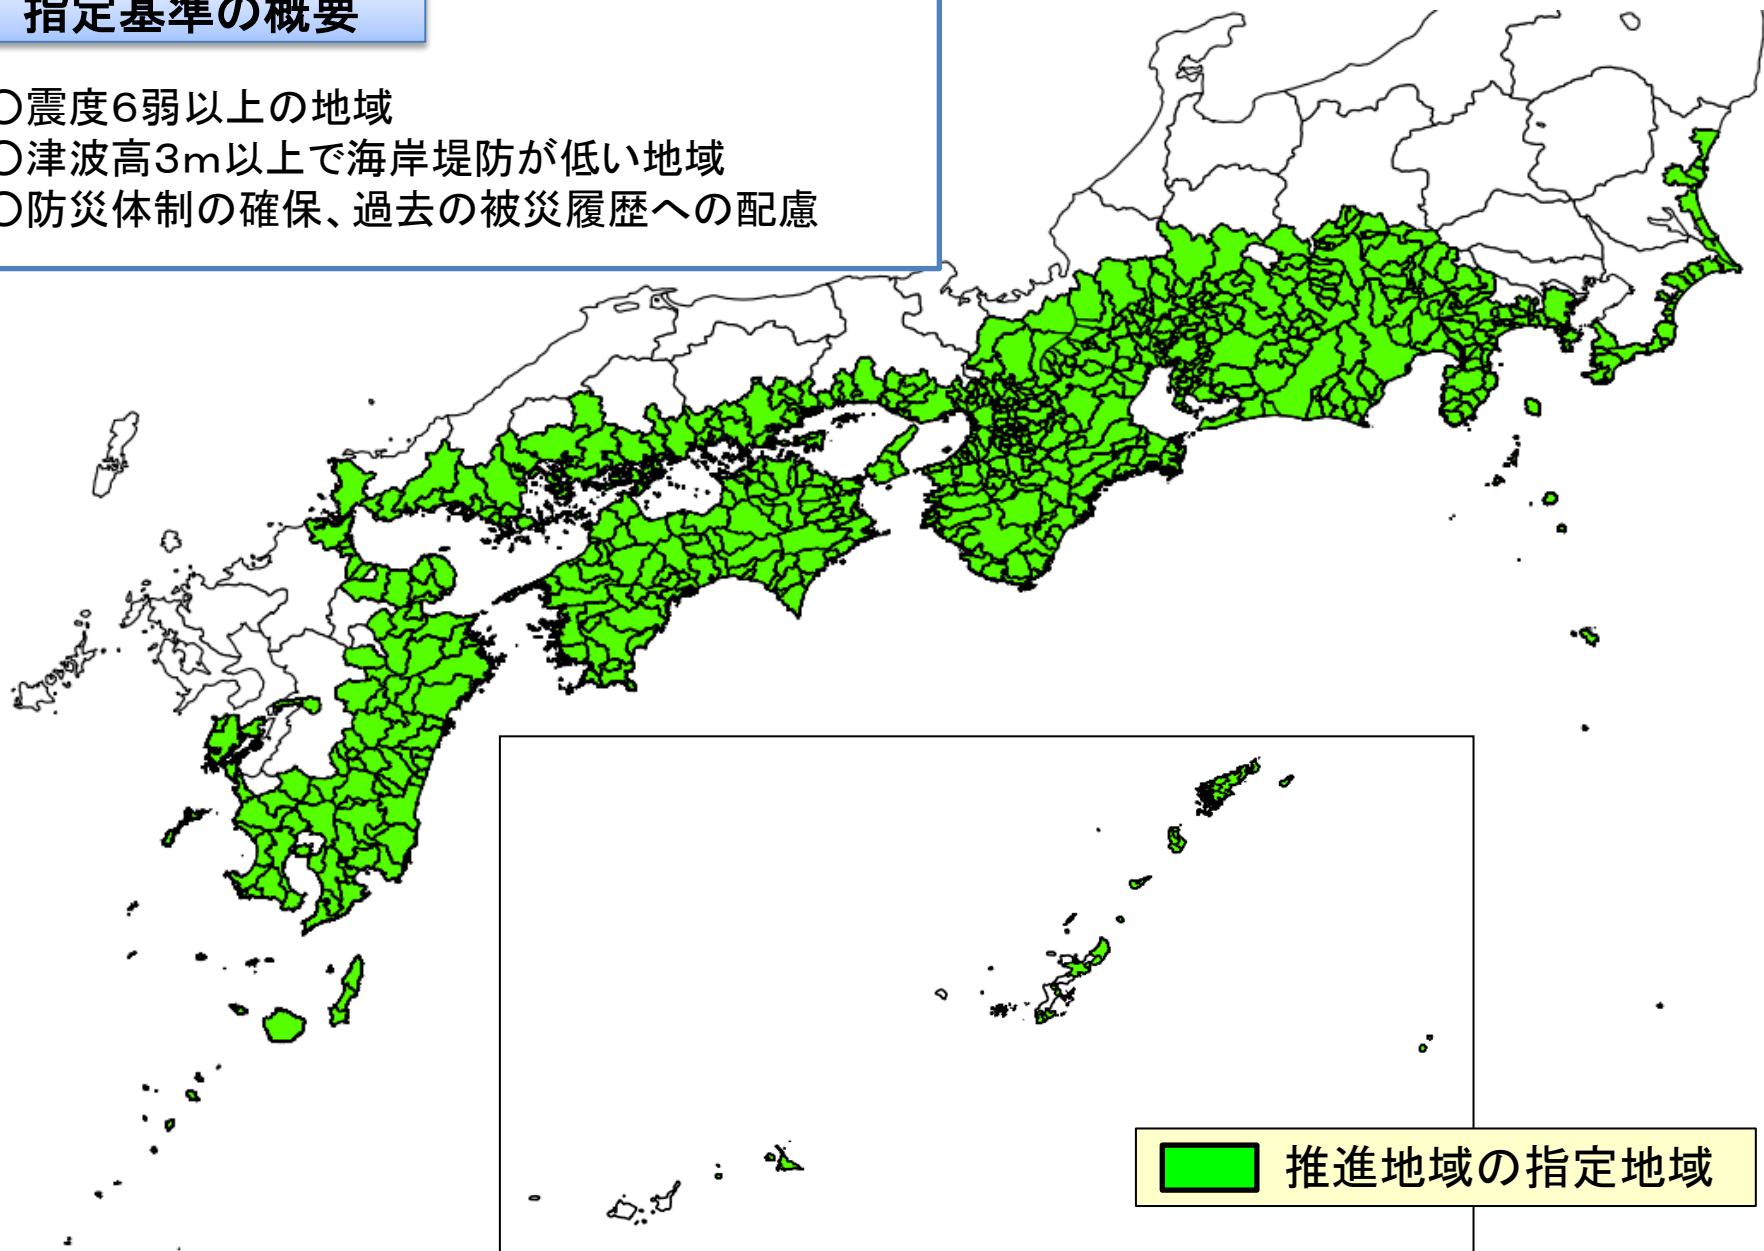 指定基準の概要
○震度6弱以上の地域
○津波高3m以上で海岸堤防が低い地域
○防災体制の確保、過去の被災履歴への配慮
推進地域の指定地域